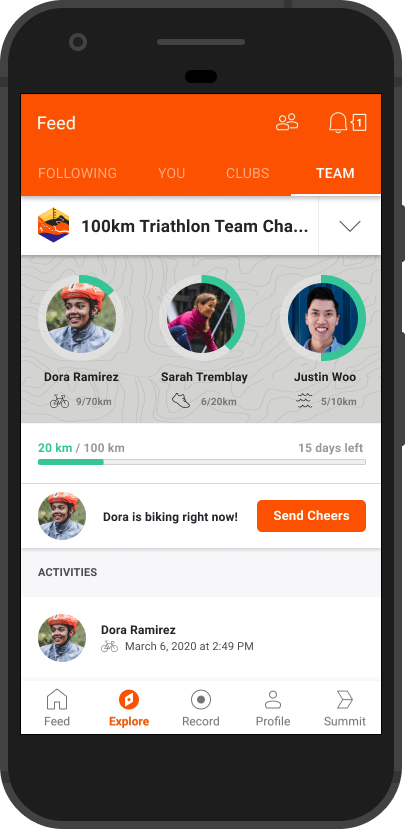 Feed
1
FOLLOWING YOU CLUBS TEAM
100km Triathlon Team Cha...
Dora Ramirez Sarah Tremblay Justin Woo
9/70km 6/20km 5/10km
20 km / 100 km 15 days left
Dora is biking right now! Send Cheers
ACTIVITIES
Dora Ramirez
March 6, 2020 at 2:49 PM
Feed Explore Record Profile Summit